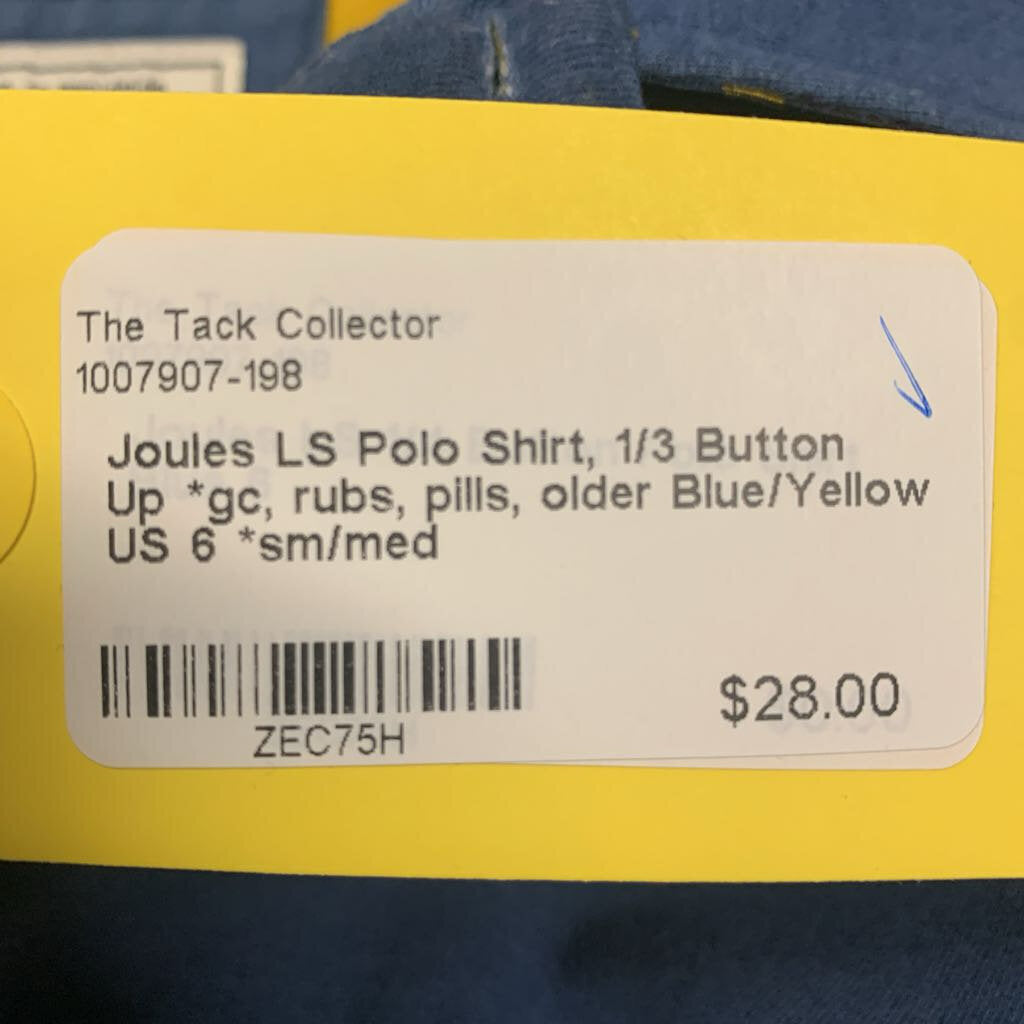 The Tack Collector
1007907-198
Joules LS Polo Shirt, 1/3 Button
Up *gc, rubs, pills, older Blue/Yellow
US 6 *sm/med
ZEC75H
$28.00